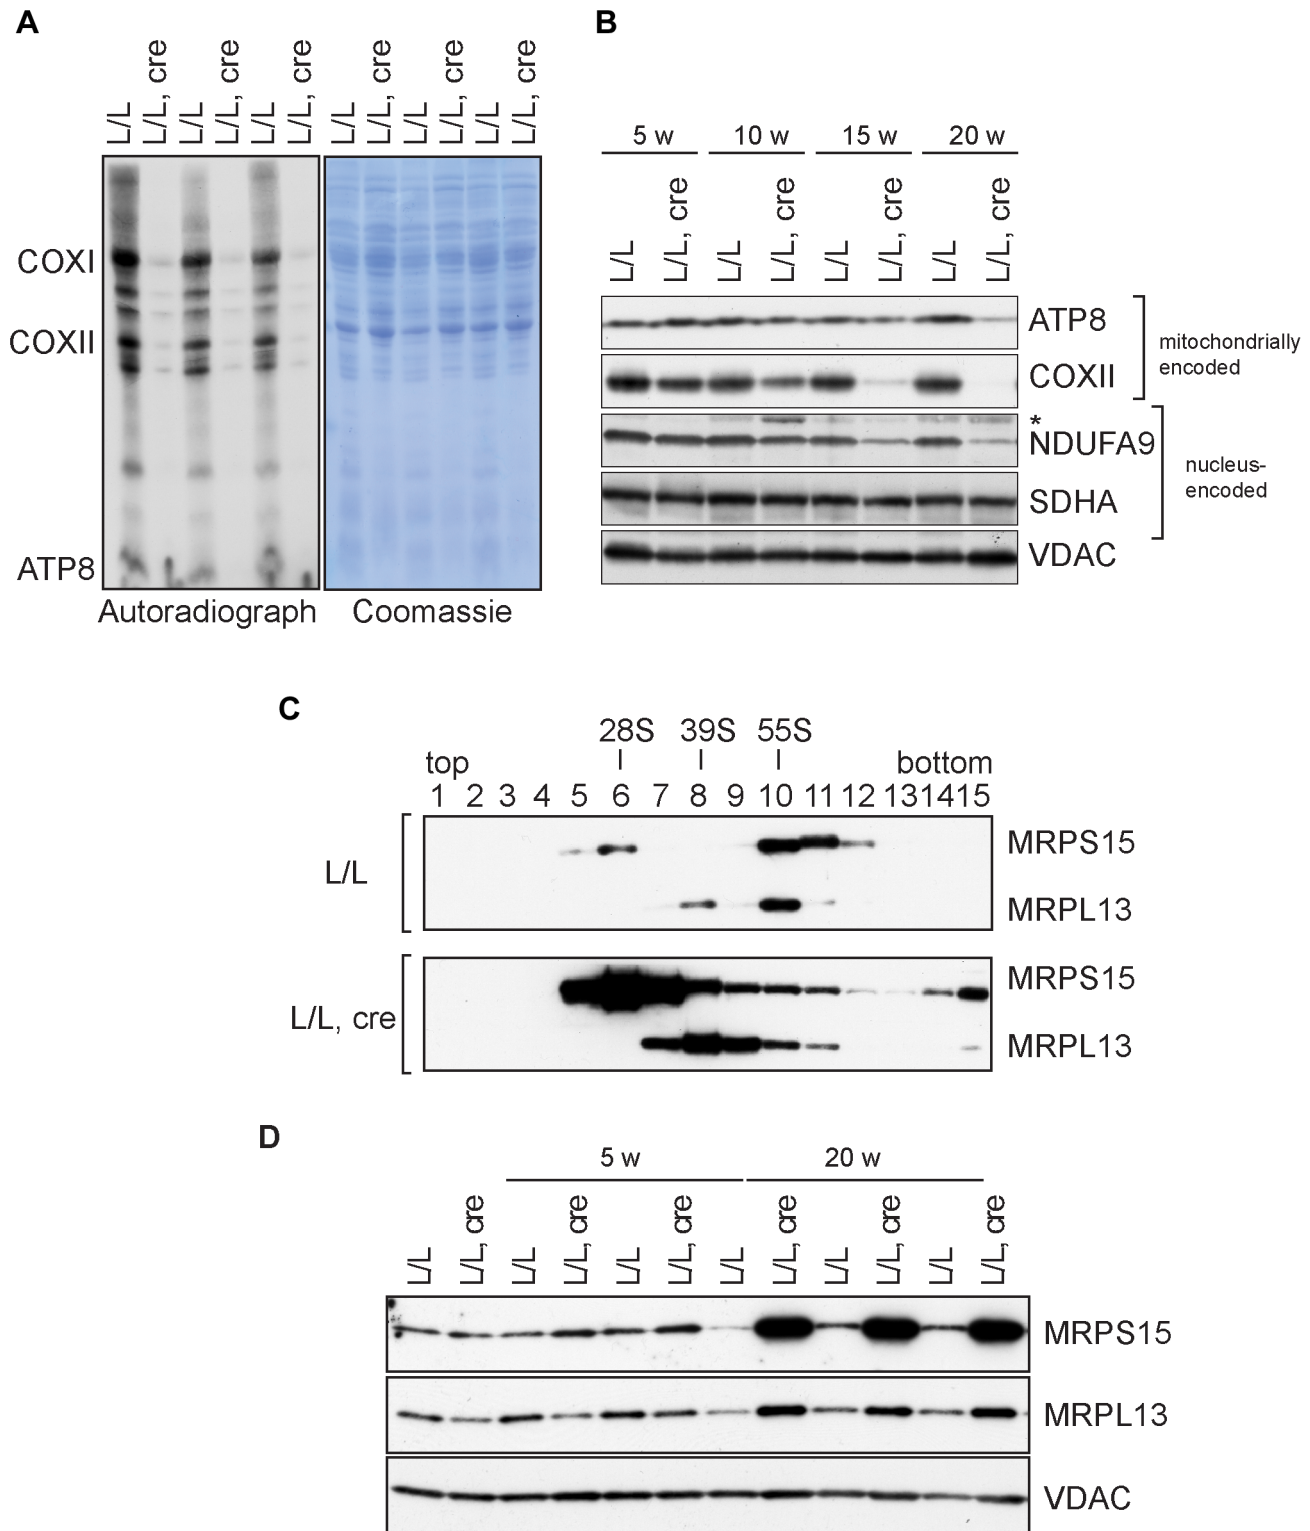 A
L/L
L/L, cre
L/L
L/L, cre
L/L
L/L, cre
L/L
L/L, cre
L/L
L/L, cre
L/L
L/L, cre
COXI
COXII
ATP8
Autoradiograph
Coomassie
B
5 w 10 w 15 w 20 w
L/L
L/L, cre
L/L
L/L, cre
L/L
L/L, cre
L/L
L/L, cre
ATP8
COXII
mitochondrially
encoded
*
NDUFA9
SDHA
nucleus-
encoded
VDAC
C
28S 39S 55S
top bottom
1 2 3 4 5 6 7 8 9 10 11 12 13 14 15
L/L
MRPS15
MRPL13
L/L, cre
MRPS15
MRPL13
D
5 w 20 w
L/L
L/L, cre
L/L
L/L, cre
L/L
L/L, cre
L/L
L/L, cre
L/L
L/L, cre
L/L
L/L, cre
MRPS15
MRPL13
VDAC